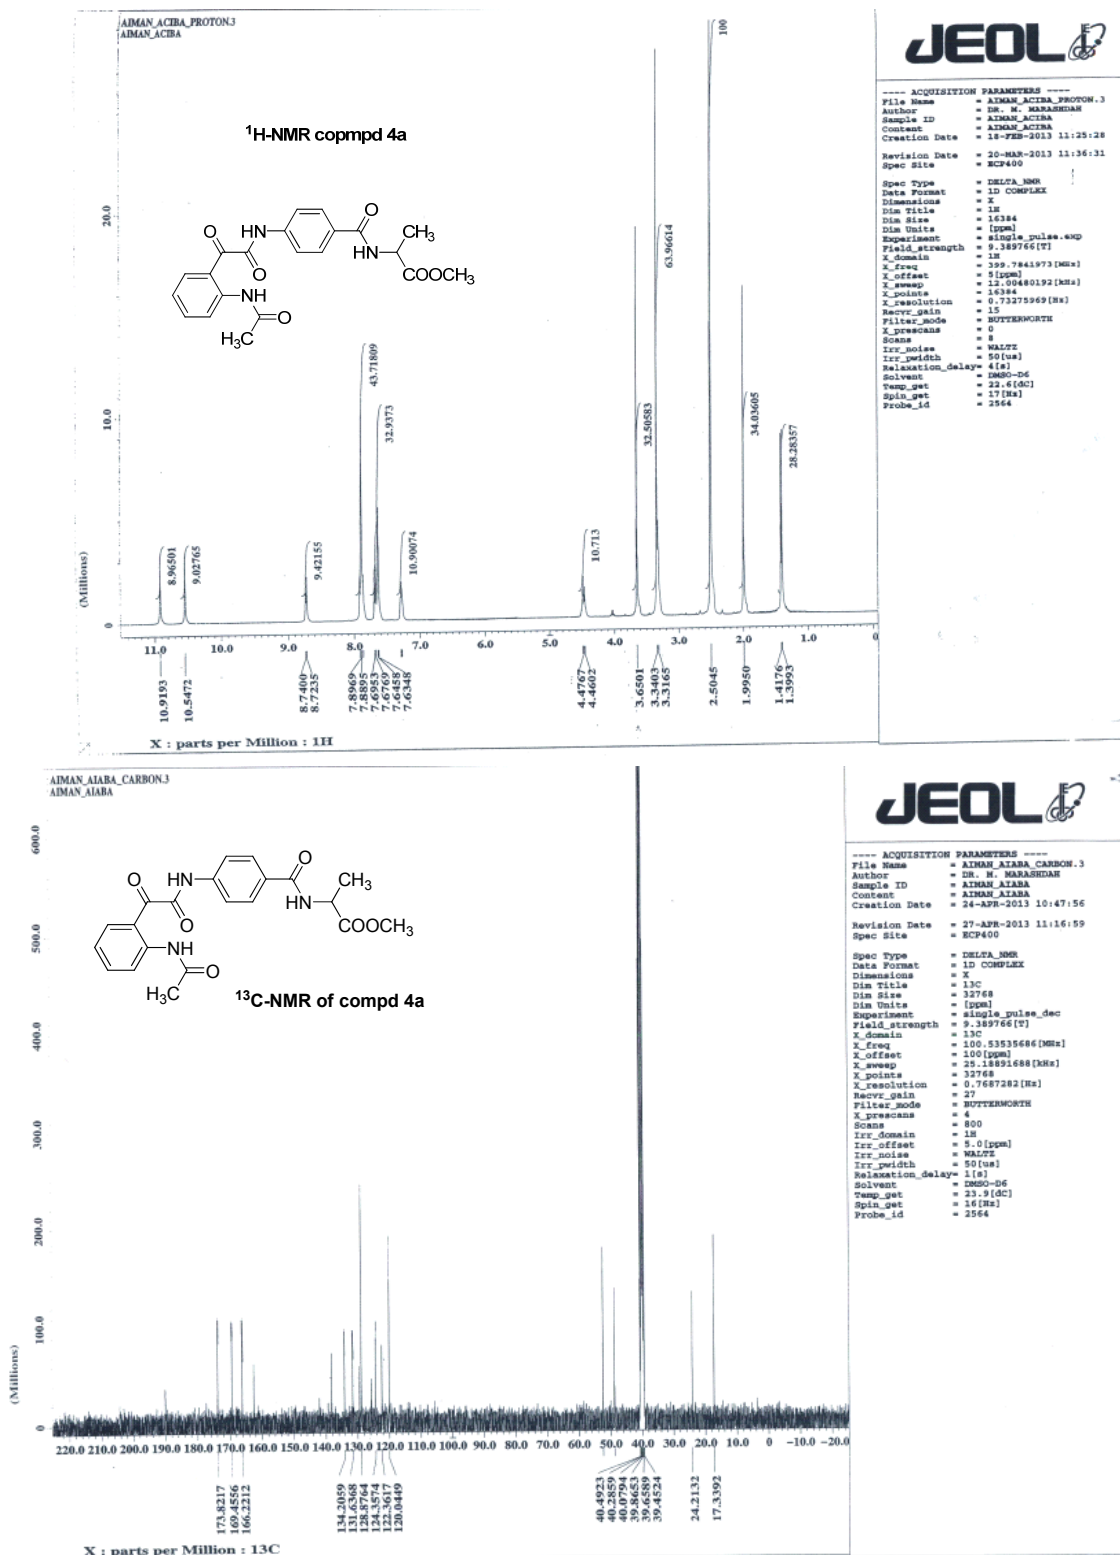 AIMAN_ACIBA_PROTON.3
AIMAN_ACIBA
JEOL
¹H-NMR copmpd 4a
O
HN
O
O
NH
O
H3C
O
HN
CH3
COOCH3
(Millions)
20.0
10.0
0
8.96501
9.02765
9.42155
43.71809
32.9373
10.90074
10.713
32.50583
63.96614
100
34.03605
28.28357
11.0 10.0 9.0 8.0 7.0 6.0 5.0 4.0 3.0 2.0 1.0 0
10.9193
10.5472
8.7400
8.7235
7.8969
7.8895
7.6953
7.6769
7.6458
7.6348
4.4767
4.4602
3.6501
3.3403
3.3165
2.5045
1.9950
1.4176
1.3993
X : parts per Million : 1H
---- ACQUISITION PARAMETERS ----
File Name = AIMAN_ACIBA_PROTON.3
Author = DR. M. MARASHDAH
Sample ID = AIMAN_ACIBA
Content = AIMAN_ACIBA
Creation Date = 18-FEB-2013 11:25:28
Revision Date = 20-MAR-2013 11:36:31
Spec Site = ECP400
Spec Type = DELTA_NMR
Data Format = 1D COMPLEX
Dimensions = X
Dim Title = 1H
Dim Size = 16384
Dim Units = [ppm]
Experiment = single_pulse.exp
Field_strength = 9.389766[T]
X_domain = 1H
X_freq = 399.7841973[MHz]
X_offset = 5[ppm]
X_sweep = 12.00480192[kHz]
X_points = 16384
X_resolution = 0.73275969[Hz]
Recvr_gain = 15
Filter_mode = BUTTERWORTH
X_prescans = 0
Scans = 8
Irr_noise = WALTZ
Irr_pwidth = 50[us]
Relaxation_delay= 4[s]
Solvent = DMSO-D6
Temp_get = 22.6[dC]
Spin_get = 17[Hz]
Probe_id = 2564
AIMAN_AIABA_CARBON.3
AIMAN_AIABA
JEOL
O
HN
O
O
NH
O
H3C
O
HN
CH3
COOCH3
¹³C-NMR of compd 4a
(Millions)
600.0
500.0
400.0
300.0
200.0
100.0
0
220.0 210.0 200.0 190.0 180.0 170.0 160.0 150.0 140.0 130.0 120.0 110.0 100.0 90.0 80.0 70.0 60.0 50.0 40.0 30.0 20.0 10.0 0 -10.0 -20.0
173.8217
169.4556
166.2212
134.2059
131.6368
128.8764
124.3574
122.3617
120.0449
40.4923
40.2859
40.0794
39.8653
39.6589
39.4524
24.2132
17.3392
X : parts per Million : 13C
---- ACQUISITION PARAMETERS ----
File Name = AIMAN_AIABA_CARBON.3
Author = DR. M. MARASHDAH
Sample ID = AIMAN_AIABA
Content = AIMAN_AIABA
Creation Date = 24-APR-2013 10:47:56
Revision Date = 27-APR-2013 11:16:59
Spec Site = ECP400
Spec Type = DELTA_NMR
Data Format = 1D COMPLEX
Dimensions = X
Dim Title = 13C
Dim Size = 32768
Dim Units = [ppm]
Experiment = single_pulse_dec
Field_strength = 9.389766[T]
X_domain = 13C
X_freq = 100.53535686[MHz]
X_offset = 100[ppm]
X_sweep = 25.18891688[kHz]
X_points = 32768
X_resolution = 0.7687282[Hz]
Recvr_gain = 27
Filter_mode = BUTTERWORTH
X_prescans = 4
Scans = 800
Irr_domain = 1H
Irr_offset = 5.0[ppm]
Irr_noise = WALTZ
Irr_pwidth = 50[us]
Relaxation_delay= 1[s]
Solvent = DMSO-D6
Temp_get = 23.9[dC]
Spin_get = 16[Hz]
Probe_id = 2564